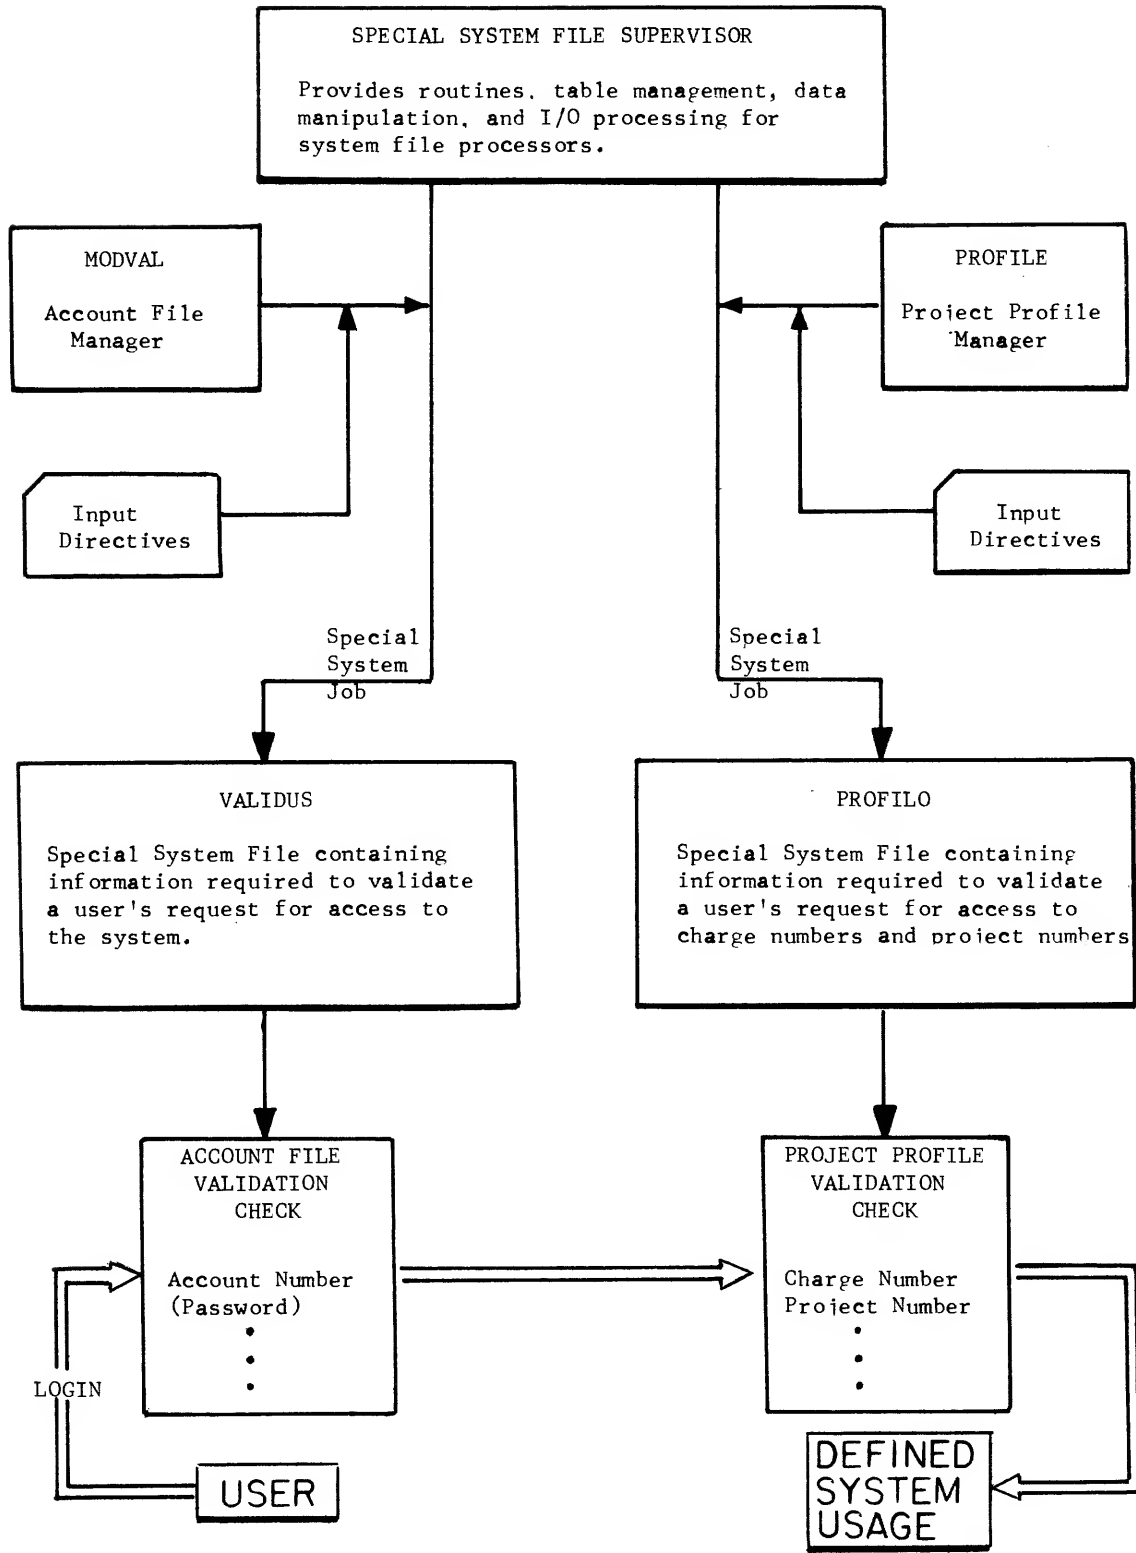 SPECIAL SYSTEM FILE SUPERVISOR
Provides routines, table management, data
manipulation, and I/O processing for
system file processors.
MODVAL
Account File
Manager
PROFILE
Project Profile
Manager
Input
Directives
Input
Directives
Special
System
Job
Special
System
Job
VALIDUS
Special System File containing
information required to validate
a user's request for access to
the system.
PROFILO
Special System File containing
information required to validate
a user's request for access to
charge numbers and project numbers
ACCOUNT FILE
VALIDATION
CHECK
Account Number
(Password)
PROJECT PROFILE
VALIDATION
CHECK
Charge Number
Project Number
LOGIN
USER
DEFINED
SYSTEM
USAGE